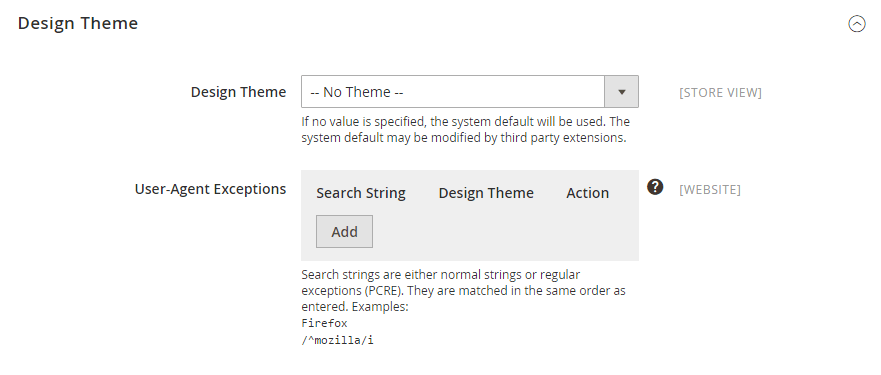 Design Theme
Design Theme
-- No Theme --
[STORE VIEW]
If no value is specified, the system default will be used. The
system default may be modified by third party extensions.
User-Agent Exceptions
Search String Design Theme Action
?
[WEBSITE]
Add
Search strings are either normal strings or regular
exceptions (PCRE). They are matched in the same order as
entered. Examples:
Firefox
/^mozilla/i